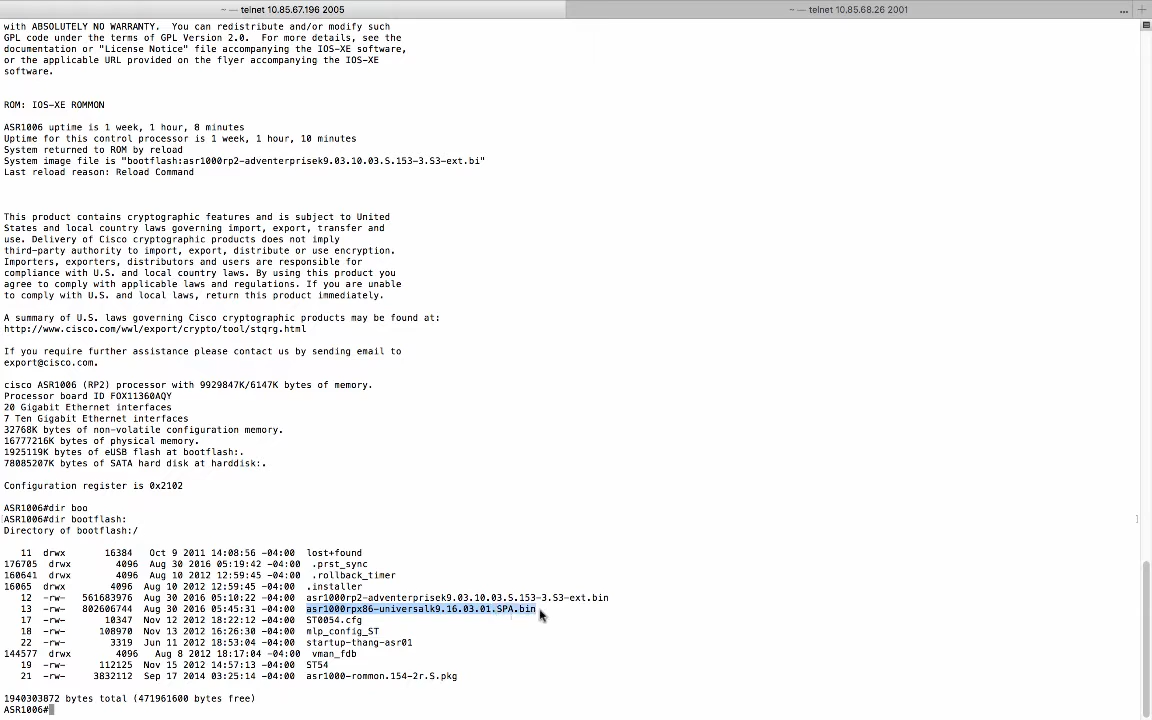 ~ — telnet 10.85.67.196 2005
~ — telnet 10.85.68.26 2001
with ABSOLUTELY NO WARRANTY.  You can redistribute and/or modify such
GPL code under the terms of GPL Version 2.0.  For more details, see the
documentation or "License Notice" file accompanying the IOS-XE software,
or the applicable URL provided on the flyer accompanying the IOS-XE
software.
ROM: IOS-XE ROMMON
ASR1006 uptime is 1 week, 1 hour, 8 minutes
Uptime for this control processor is 1 week, 1 hour, 10 minutes
System returned to ROM by reload
System image file is "bootflash:asr1000rp2-adventerprisek9.03.10.03.S.153-3.S3-ext.bi"
Last reload reason: Reload Command
This product contains cryptographic features and is subject to United
States and local country laws governing import, export, transfer and
use. Delivery of Cisco cryptographic products does not imply
third-party authority to import, export, distribute or use encryption.
Importers, exporters, distributors and users are responsible for
compliance with U.S. and local country laws. By using this product you
agree to comply with applicable laws and regulations. If you are unable
to comply with U.S. and local laws, return this product immediately.
A summary of U.S. laws governing Cisco cryptographic products may be found at:
http://www.cisco.com/wwl/export/crypto/tool/stqrg.html
If you require further assistance please contact us by sending email to
export@cisco.com.
cisco ASR1006 (RP2) processor with 9929847K/6147K bytes of memory.
Processor board ID FOX11360AQY
20 Gigabit Ethernet interfaces
7 Ten Gigabit Ethernet interfaces
32768K bytes of non-volatile configuration memory.
16777216K bytes of physical memory.
1925119K bytes of eUSB flash at bootflash:.
78085207K bytes of SATA hard disk at harddisk:.
Configuration register is 0x2102
ASR1006#dir boo
ASR1006#dir bootflash:
Directory of bootflash:/
11  drwx       16384   Oct 9 2011 14:08:56 -04:00  lost+found
176705  drwx        4096  Aug 30 2016 05:19:42 -04:00  .prst_sync
160641  drwx        4096  Aug 10 2012 12:59:45 -04:00  .rollback_timer
16065  drwx        4096  Aug 10 2012 12:59:45 -04:00  .installer
12  -rw-   561683976  Aug 30 2016 05:10:22 -04:00  asr1000rp2-adventerprisek9.03.10.03.S.153-3.S3-ext.bin
13  -rw-   802606744  Aug 30 2016 05:45:31 -04:00  asr1000rpx86-universalk9.16.03.01.SPA.bin
17  -rw-       10347  Nov 12 2012 18:22:12 -04:00  ST0054.cfg
18  -rw-      108970  Nov 13 2012 16:26:30 -04:00  mlp_config_ST
22  -rw-        3319  Jun 11 2012 18:53:04 -04:00  startup-thang-asr01
144577  drwx        4096   Aug 8 2012 18:17:04 -04:00  vman_fdb
19  -rw-      112125  Nov 15 2012 14:57:13 -04:00  ST54
21  -rw-     3832112  Sep 17 2014 03:25:14 -04:00  asr1000-rommon.154-2r.S.pkg
1940303872 bytes total (471961600 bytes free)
ASR1006#